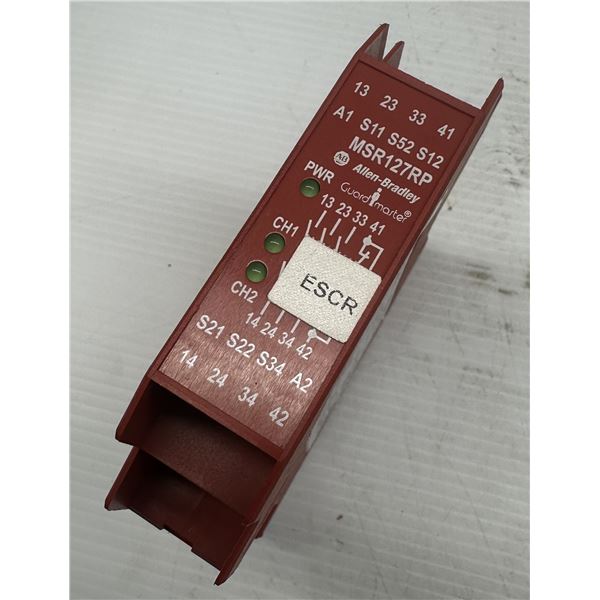 13 23 33 41
A1 S11 S52 S12
MSR127RP
AB Allen-Bradley
Guardmaster®
PWR
13 23 33 41
CH1
ESCR
CH2
14 24 34 42
S21 S22 S34 A2
14 24 34 42